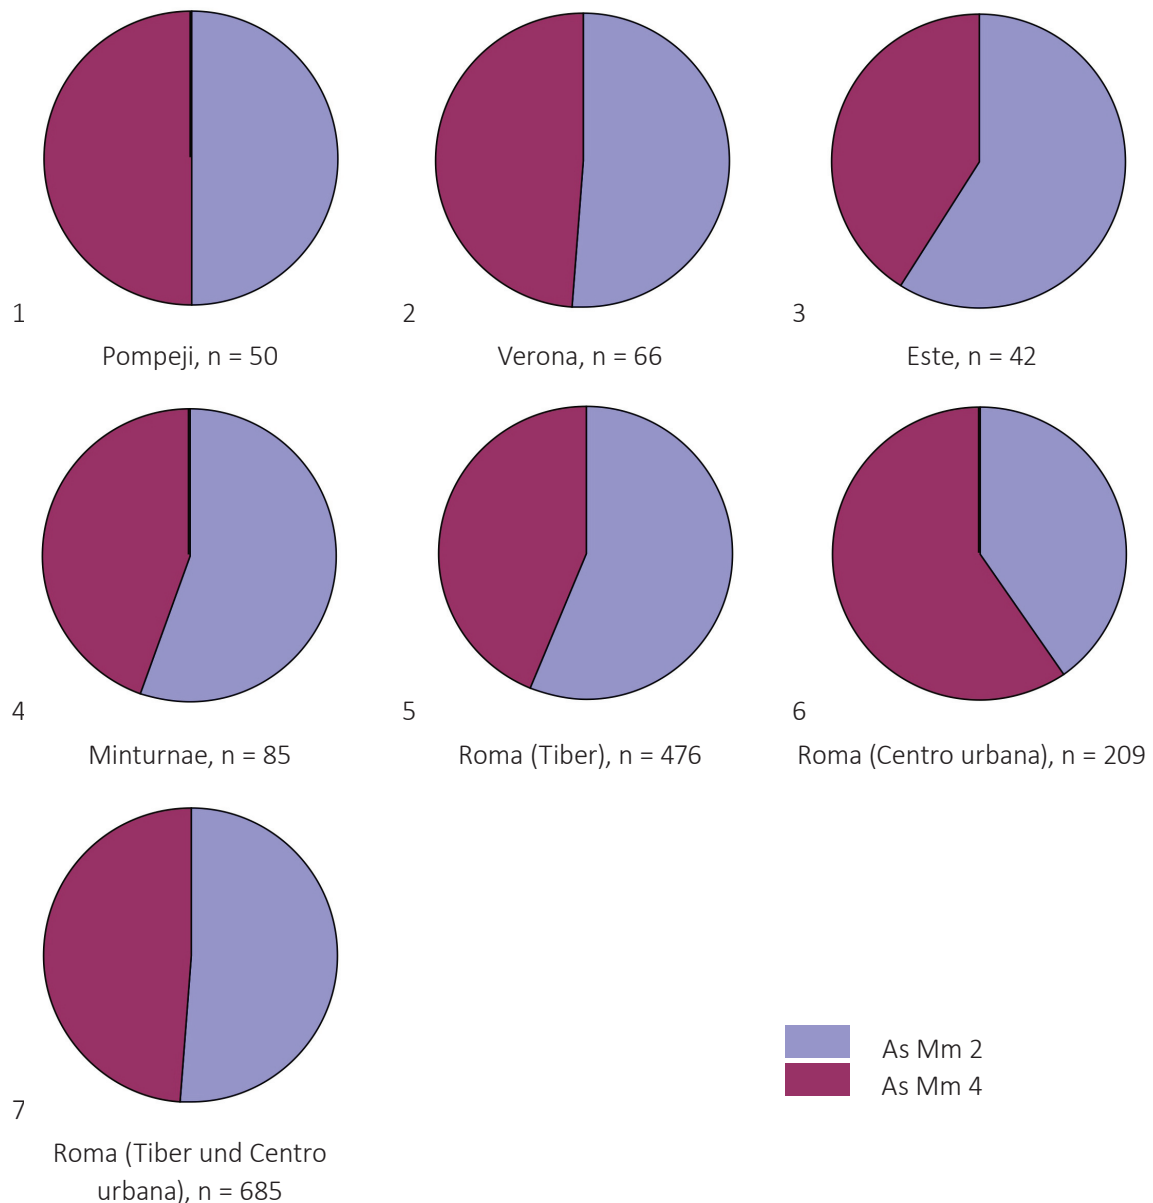 1
Pompeji, n = 50
2
Verona, n = 66
3
Este, n = 42
4
Minturnae, n = 85
5
Roma (Tiber), n = 476
6
Roma (Centro urbana), n = 209
7
Roma (Tiber und Centro
urbana), n = 685
As Mm 2
As Mm 4